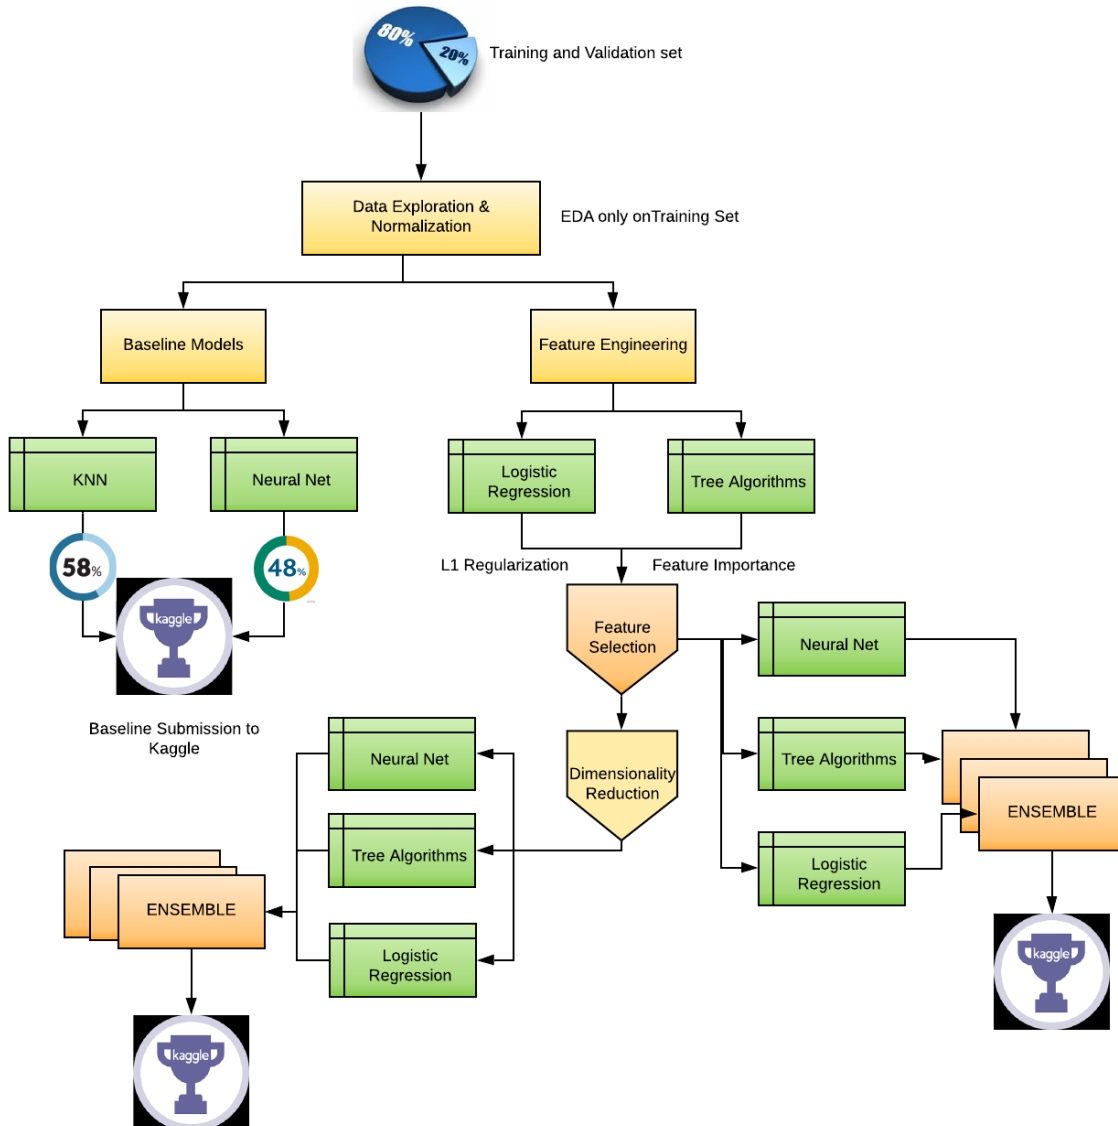 80%
20%
Training and Validation set
Data Exploration &
Normalization
EDA only onTraining Set
Baseline Models
Feature Engineering
KNN
Neural Net
Logistic
Regression
Tree Algorithms
58%
48%
L1 Regularization
Feature Importance
kaggle
Feature
Selection
Neural Net
Baseline Submission to
Kaggle
Neural Net
Dimensionality
Reduction
Tree Algorithms
ENSEMBLE
Tree Algorithms
Logistic
Regression
ENSEMBLE
Logistic
Regression
kaggle
kaggle